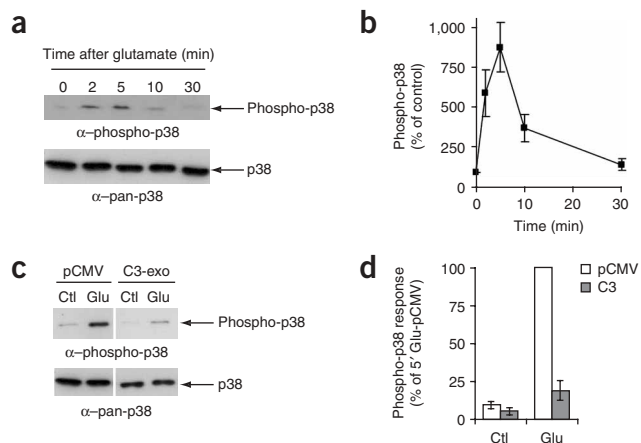 a
Time after glutamate (min)
0 2 5 10 30
Phospho-p38
α–phospho-p38
p38
α–pan-p38
b
Phospho-p38
(% of control)
1,000
750
500
250
0
0 10 20 30
Time (min)
c
pCMV C3-exo
Ctl Glu Ctl Glu
Phospho-p38
α–phospho-p38
p38
α–pan-p38
d
Phospho-p38 response
(% of 5′ Glu-pCMV)
100
75
50
25
0
Ctl Glu
pCMV
C3